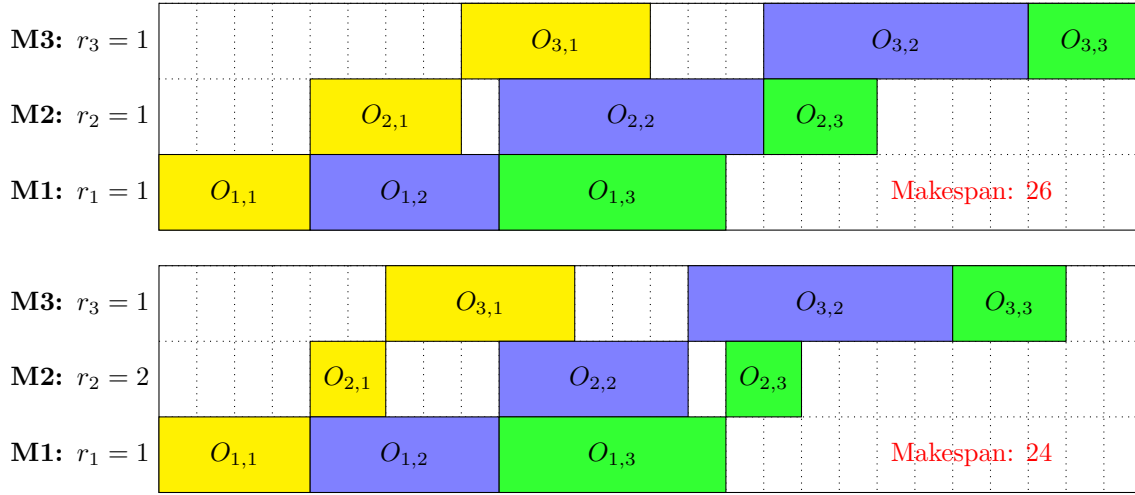 M3: r₃ = 1 O₃,₁ O₃,₂ O₃,₃
M2: r₂ = 1 O₂,₁ O₂,₂ O₂,₃
M1: r₁ = 1 O₁,₁ O₁,₂ O₁,₃ Makespan: 26
M3: r₃ = 1 O₃,₁ O₃,₂ O₃,₃
M2: r₂ = 2 O₂,₁ O₂,₂ O₂,₃
M1: r₁ = 1 O₁,₁ O₁,₂ O₁,₃ Makespan: 24